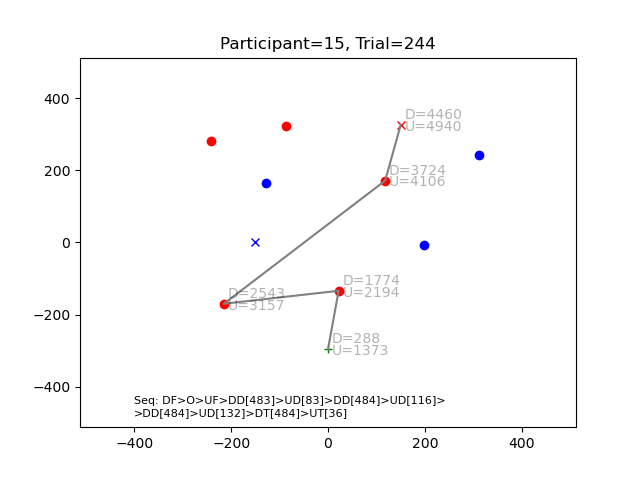 Participant=15, Trial=244
400
200
0
−200
−400
−400
−200
0
200
400
D=4460
U=4940
D=3724
U=4106
D=1774
U=2194
D=2543
U=3157
D=288
U=1373
Seq: DF>O>UF>DD[483]>UD[83]>DD[484]>UD[116]>
>DD[484]>UD[132]>DT[484]>UT[36]